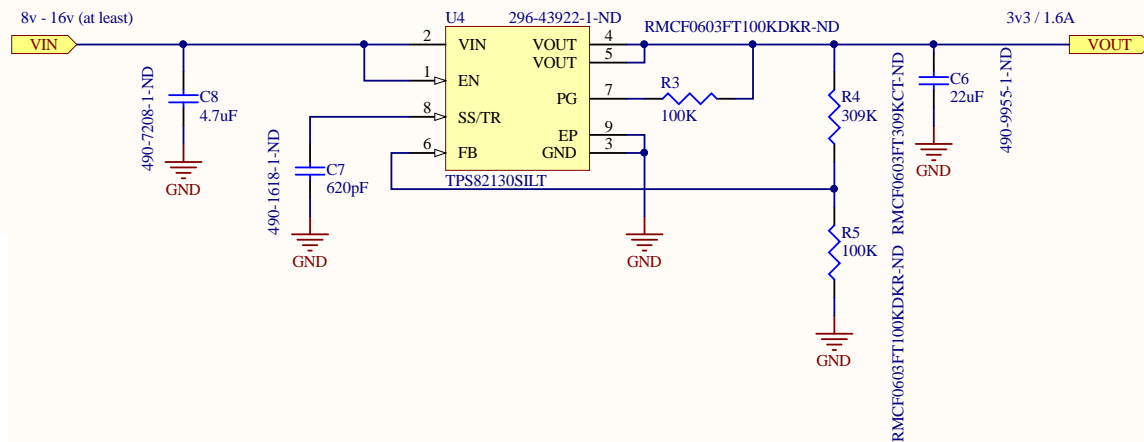 8v - 16v (at least)
U4
296-43922-1-ND
RMCF0603FT100KDKR-ND
3v3 / 1.6A
VIN
2
VIN
VOUT
4
VOUT
5
VOUT
1
EN
PG
7
R3
100K
8
SS/TR
EP
9
6
FB
GND
3
TPS82130SILT
490-7208-1-ND
C8
4.7uF
GND
490-1618-1-ND
C7
620pF
GND
GND
R4
309K
RMCF0603FT309KCT-ND
C6
22uF
490-9955-1-ND
GND
R5
100K
RMCF0603FT100KDKR-ND
GND